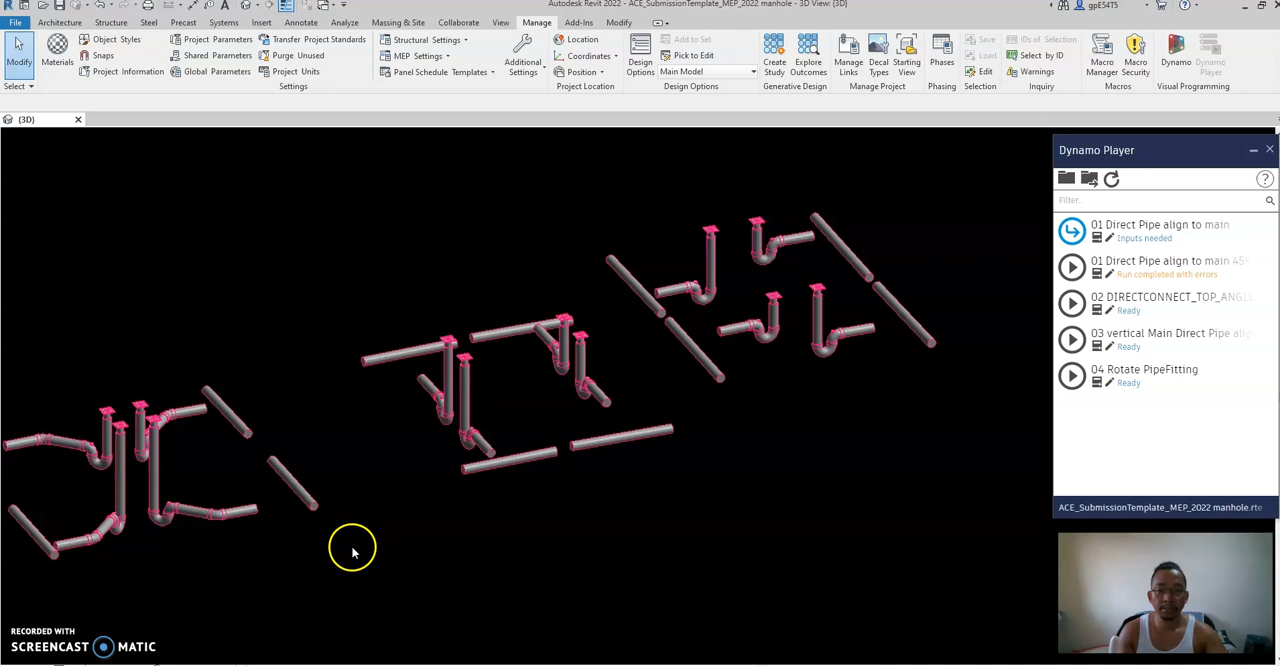 Autodesk Revit 2022 - ACE_SubmissionTemplate_MEP_2022 manhole - 3D View: {3D}
gpE54T5
File Architecture Structure Steel Precast Systems Insert Annotate Analyze Massing & Site Collaborate View Manage Add-Ins Modify
Modify
Select
Materials
Object Styles
Snaps
Project Information
Project Parameters
Shared Parameters
Global Parameters
Transfer Project Standards
Purge Unused
Project Units
Structural Settings
MEP Settings
Panel Schedule Templates
Additional
Settings
Settings
Location
Coordinates
Position
Project Location
Design
Options
Add to Set
Pick to Edit
Main Model
Design Options
Create
Study
Explore
Outcomes
Generative Design
Manage
Links
Decal
Types
Starting
View
Manage Project
Phases
Phasing
Save
Load
Edit
Selection
IDs of Selection
Select by ID
Warnings
Inquiry
Macro
Manager
Macro
Security
Macros
Dynamo
Dynamo
Player
Visual Programming
{3D}
Dynamo Player
Filter...
01 Direct Pipe align to main
Inputs needed
01 Direct Pipe align to main 45°
Run completed with errors
02 DIRECTCONNECT_TOP_ANGL
Ready
03 vertical Main Direct Pipe alig
Ready
04 Rotate PipeFitting
Ready
ACE_SubmissionTemplate_MEP_2022 manhole.rte
RECORDED WITH
SCREENCAST MATIC